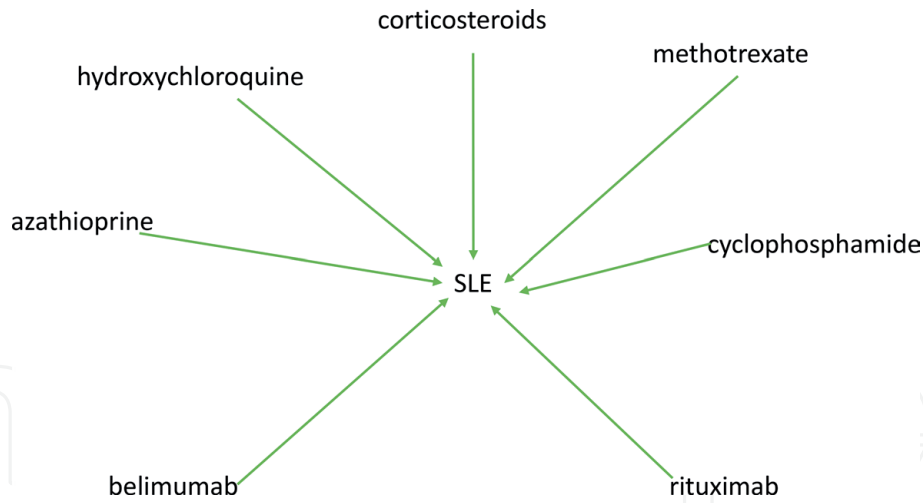 corticosteroids
methotrexate
hydroxychloroquine
azathioprine
cyclophosphamide
SLE
belimumab
rituximab